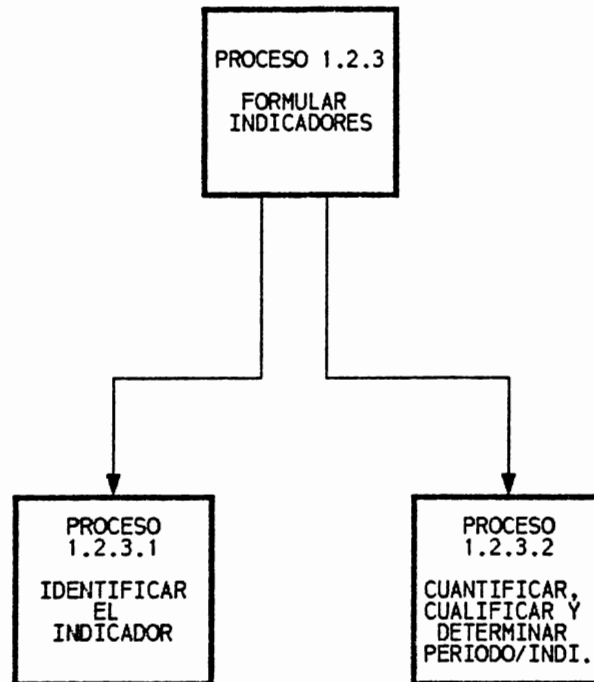 PROCESO 1.2.3
FORMULAR
INDICADORES
PROCESO
1.2.3.1
IDENTIFICAR
EL
INDICADOR
PROCESO
1.2.3.2
CUANTIFICAR,
CUALIFICAR Y
DETERMINAR
PERIODO/INDI.